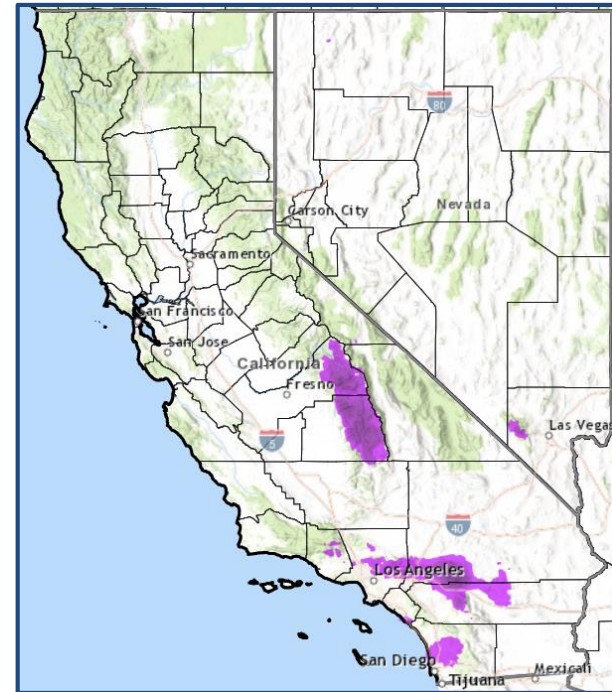 80
Carson City
Nevada
Sacramento
San Francisco
San Jose
California
Fresno
5
Las Vegas
40
Los Angeles
San Diego
Tijuana
Mexicali